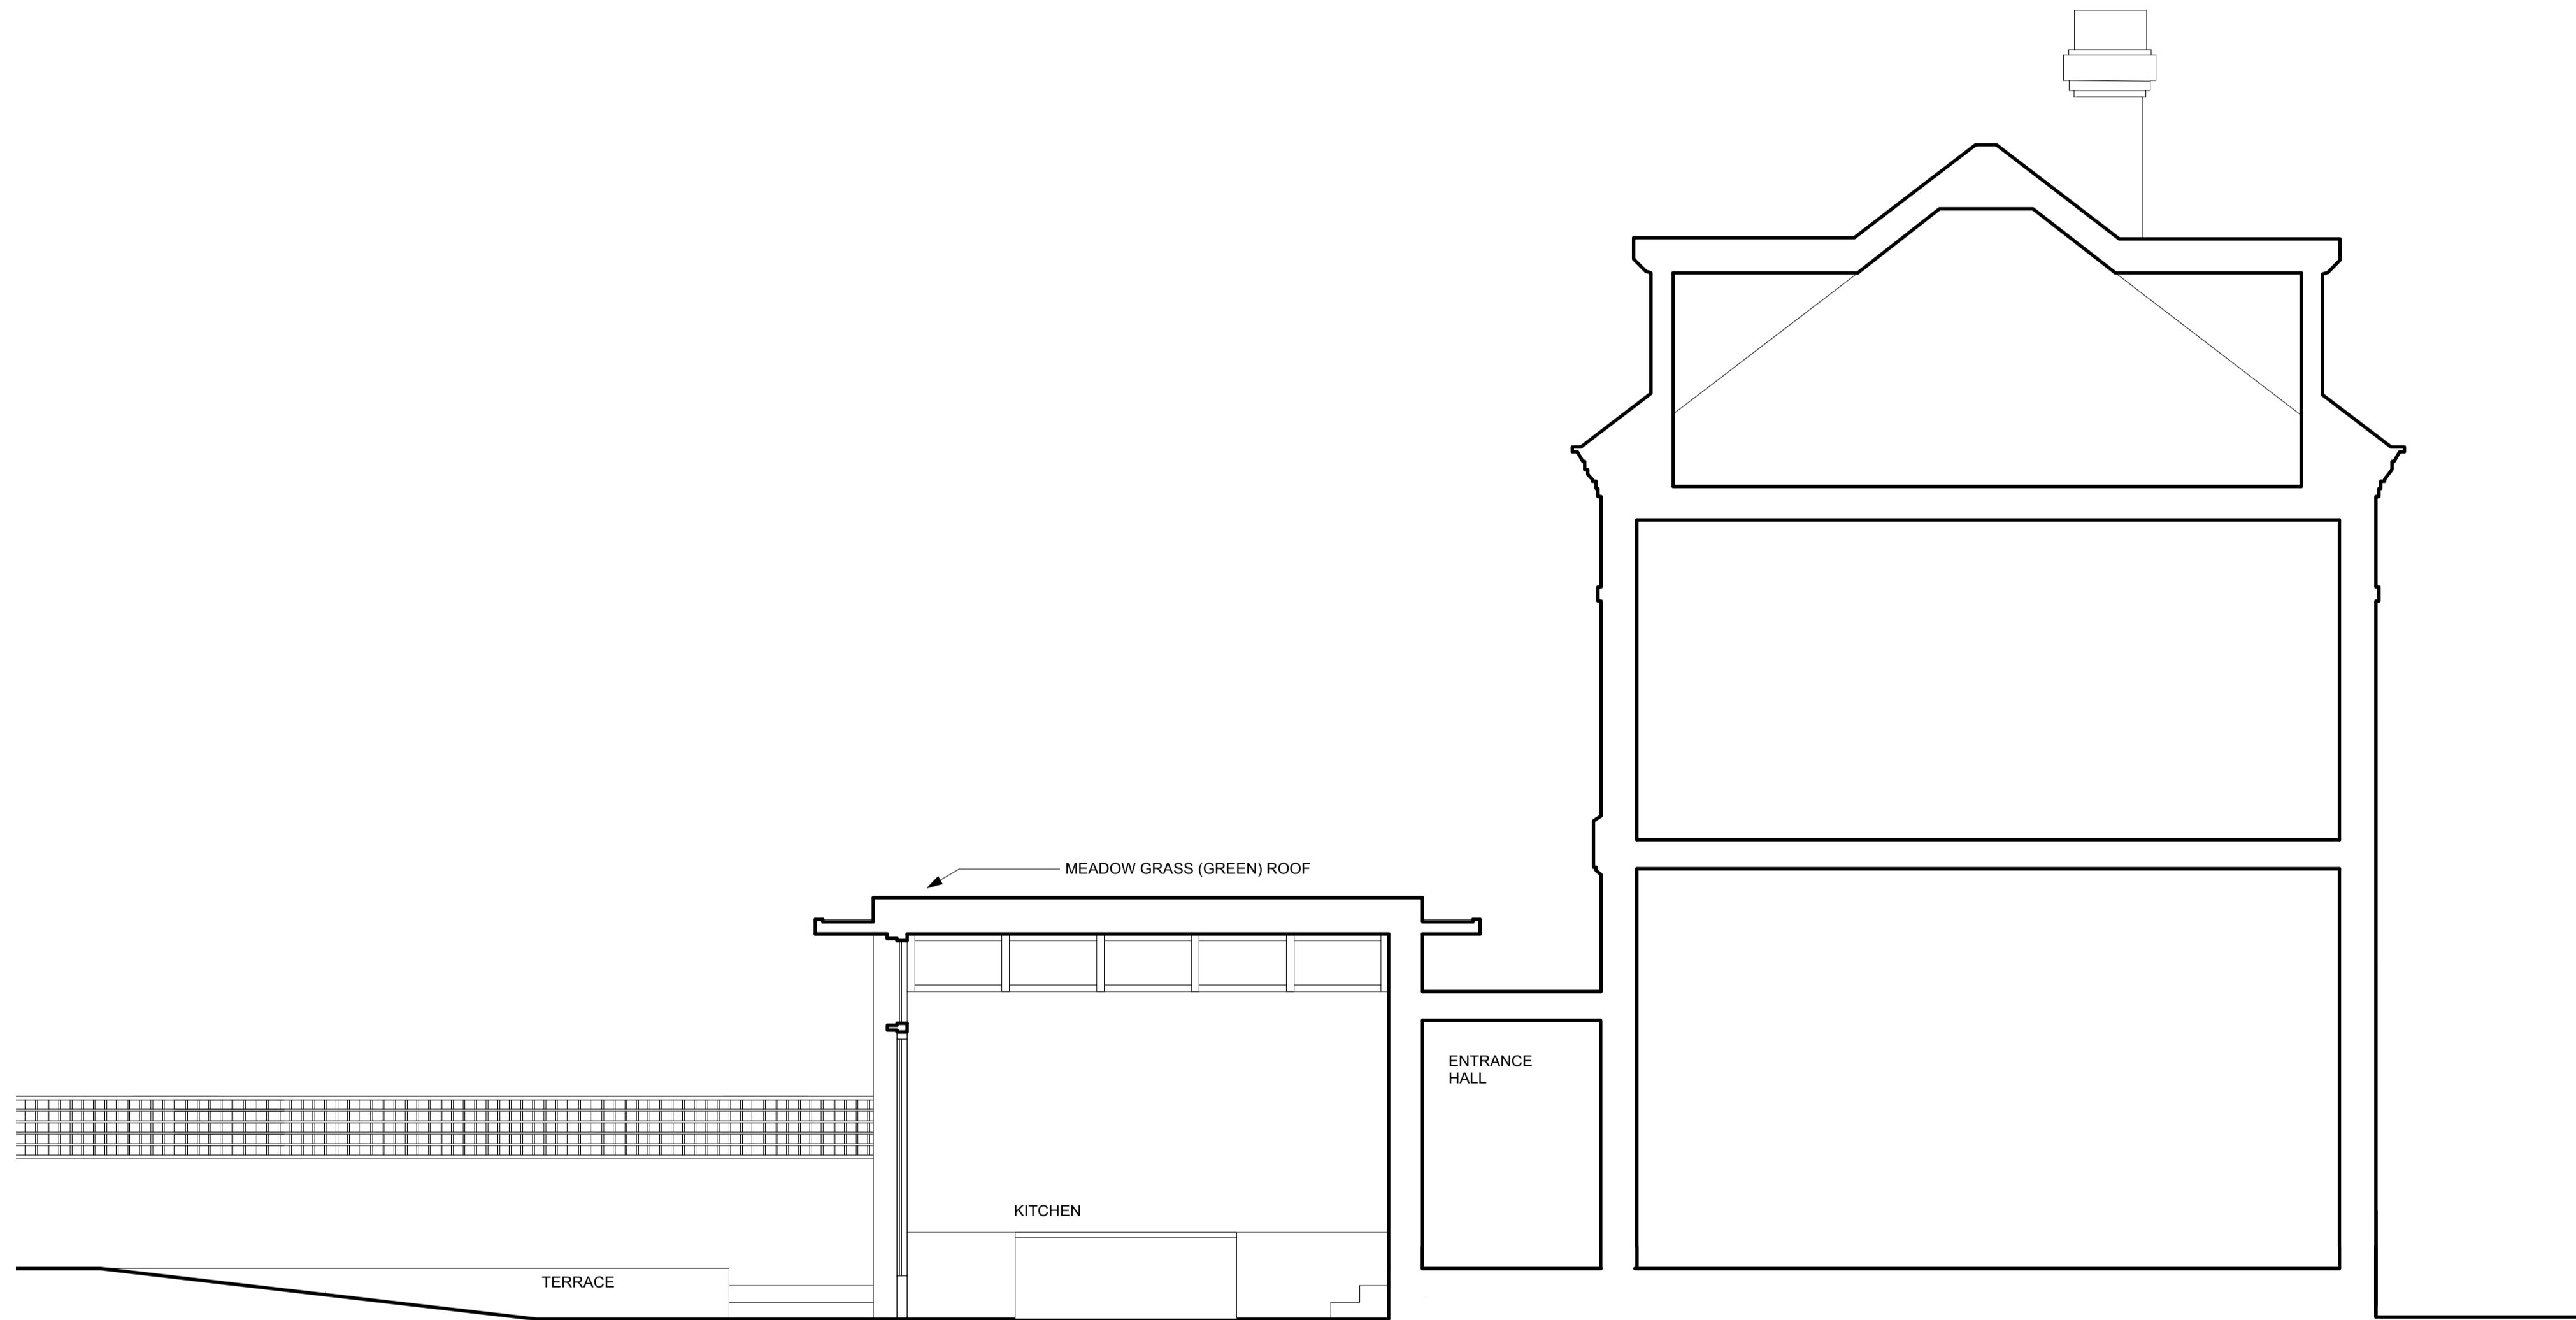 MEADOW GRASS (GREEN) ROOF
ENTRANCE
HALL
KITCHEN
TERRACE